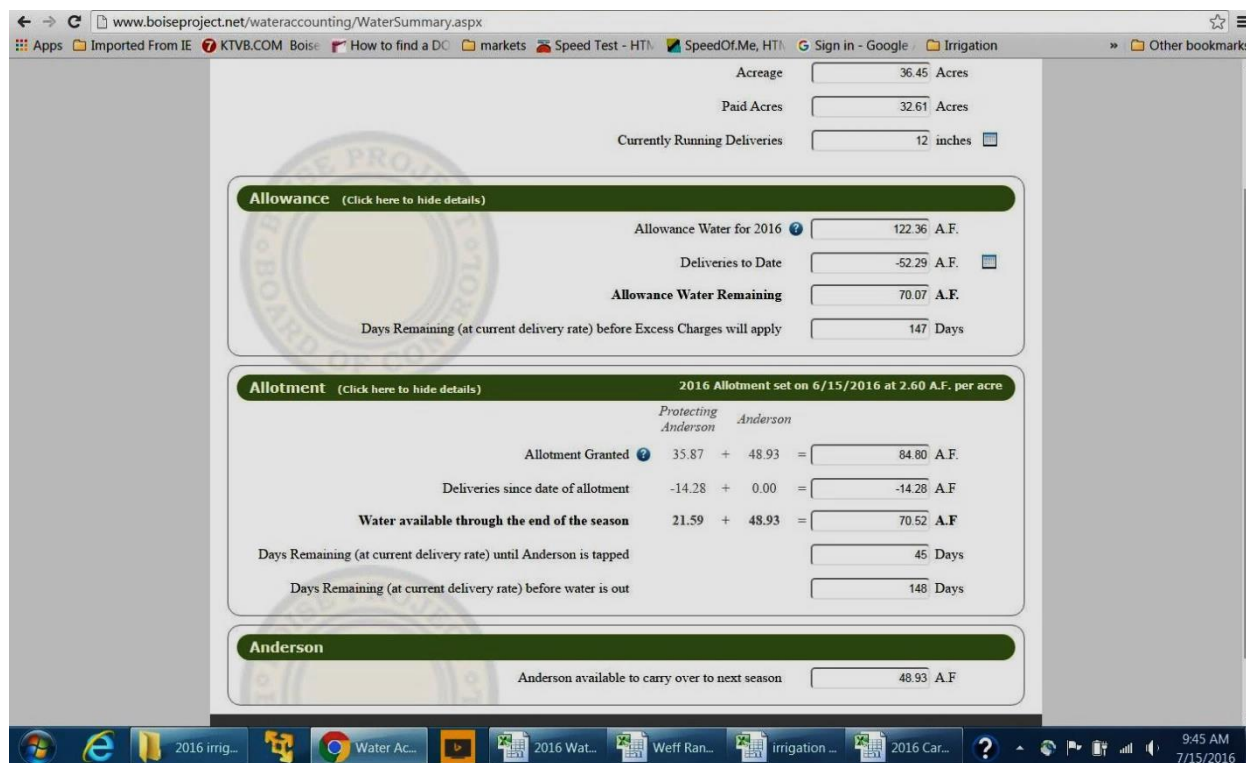 www.boiseproject.net/wateraccounting/WaterSummary.aspx
Apps Imported From IE KTVB.COM Boise How to find a DC markets Speed Test - HTM SpeedOf.Me, HTM Sign in - Google Irrigation » Other bookmarks
Acreage 36.45 Acres
Paid Acres 32.61 Acres
Currently Running Deliveries 12 inches
BOISE PROJECT BOARD OF CONTROL
Allowance (Click here to hide details)
Allowance Water for 2016 ? 122.36 A.F.
Deliveries to Date -52.29 A.F.
Allowance Water Remaining 70.07 A.F.
Days Remaining (at current delivery rate) before Excess Charges will apply 147 Days
Allotment (Click here to hide details) 2016 Allotment set on 6/15/2016 at 2.60 A.F. per acre
Protecting
Anderson Anderson
Allotment Granted ? 35.87 + 48.93 = 84.80 A.F.
Deliveries since date of allotment -14.28 + 0.00 = -14.28 A.F
Water available through the end of the season 21.59 + 48.93 = 70.52 A.F
Days Remaining (at current delivery rate) until Anderson is tapped 45 Days
Days Remaining (at current delivery rate) before water is out 148 Days
Anderson
Anderson available to carry over to next season 48.93 A.F
2016 irrig... Water Ac... 2016 Wat... Weff Ran... irrigation ... 2016 Car... 9:45 AM
7/15/2016